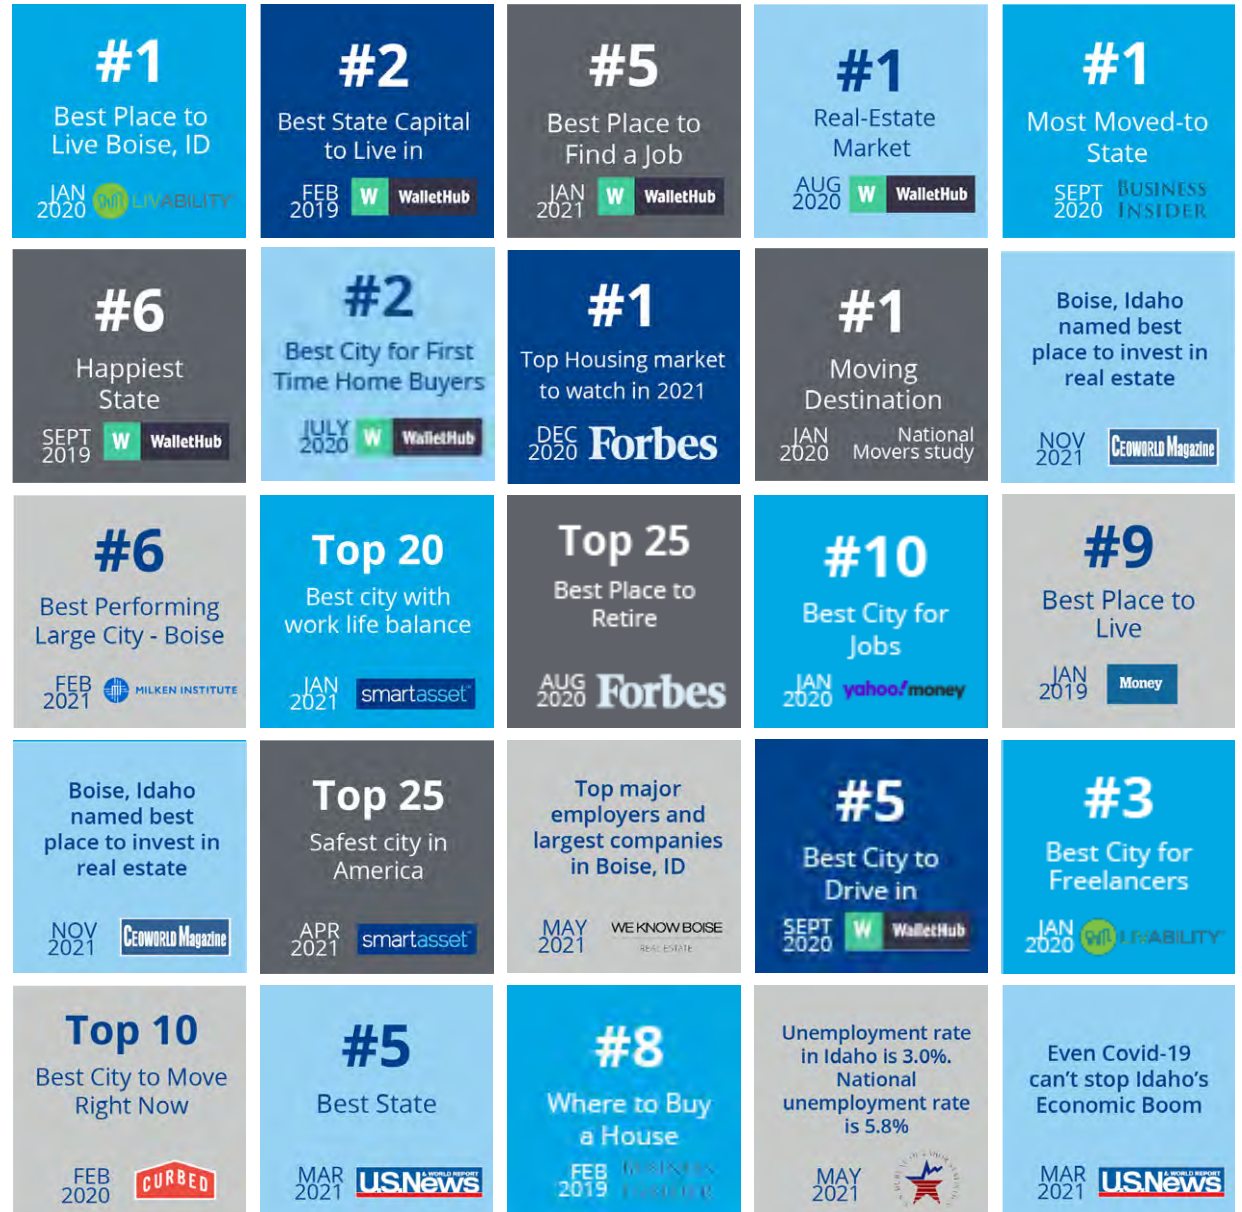 #1
Best Place to
Live Boise, ID
JAN
2020
LIVABILITY
#2
Best State Capital
to Live in
FEB
2019
W WalletHub
#5
Best Place to
Find a Job
JAN
2021
W WalletHub
#1
Real-Estate
Market
AUG
2020
W WalletHub
#1
Most Moved-to
State
SEPT
2020
BUSINESS
INSIDER
#6
Happiest
State
SEPT
2019
W WalletHub
#2
Best City for First
Time Home Buyers
JULY
2020
W WalletHub
#1
Top Housing market
to watch in 2021
DEC
2020
Forbes
#1
Moving
Destination
JAN
2020
National
Movers study
Boise, Idaho
named best
place to invest in
real estate
NOV
2021
CEOWORLD Magazine
#6
Best Performing
Large City - Boise
FEB
2021
MILKEN INSTITUTE
Top 20
Best city with
work life balance
JAN
2021
smartasset
Top 25
Best Place to
Retire
AUG
2020
Forbes
#10
Best City for
Jobs
JAN
2020
yahoo!money
#9
Best Place to
Live
JAN
2019
Money
Boise, Idaho
named best
place to invest in
real estate
NOV
2021
CEOWORLD Magazine
Top 25
Safest city in
America
APR
2021
smartasset
Top major
employers and
largest companies
in Boise, ID
MAY
2021
WE KNOW BOISE
REAL ESTATE
#5
Best City to
Drive in
SEPT
2020
W WalletHub
#3
Best City for
Freelancers
JAN
2020
LIVABILITY
Top 10
Best City to Move
Right Now
FEB
2020
CURBED
#5
Best State
MAR
2021
U.S.News
& WORLD REPORT
#8
Where to Buy
a House
FEB
2019
BUSINESS
INSIDER
Unemployment rate
in Idaho is 3.0%.
National
unemployment rate
is 5.8%
MAY
2021
Even Covid-19
can't stop Idaho's
Economic Boom
MAR
2021
U.S.News
& WORLD REPORT